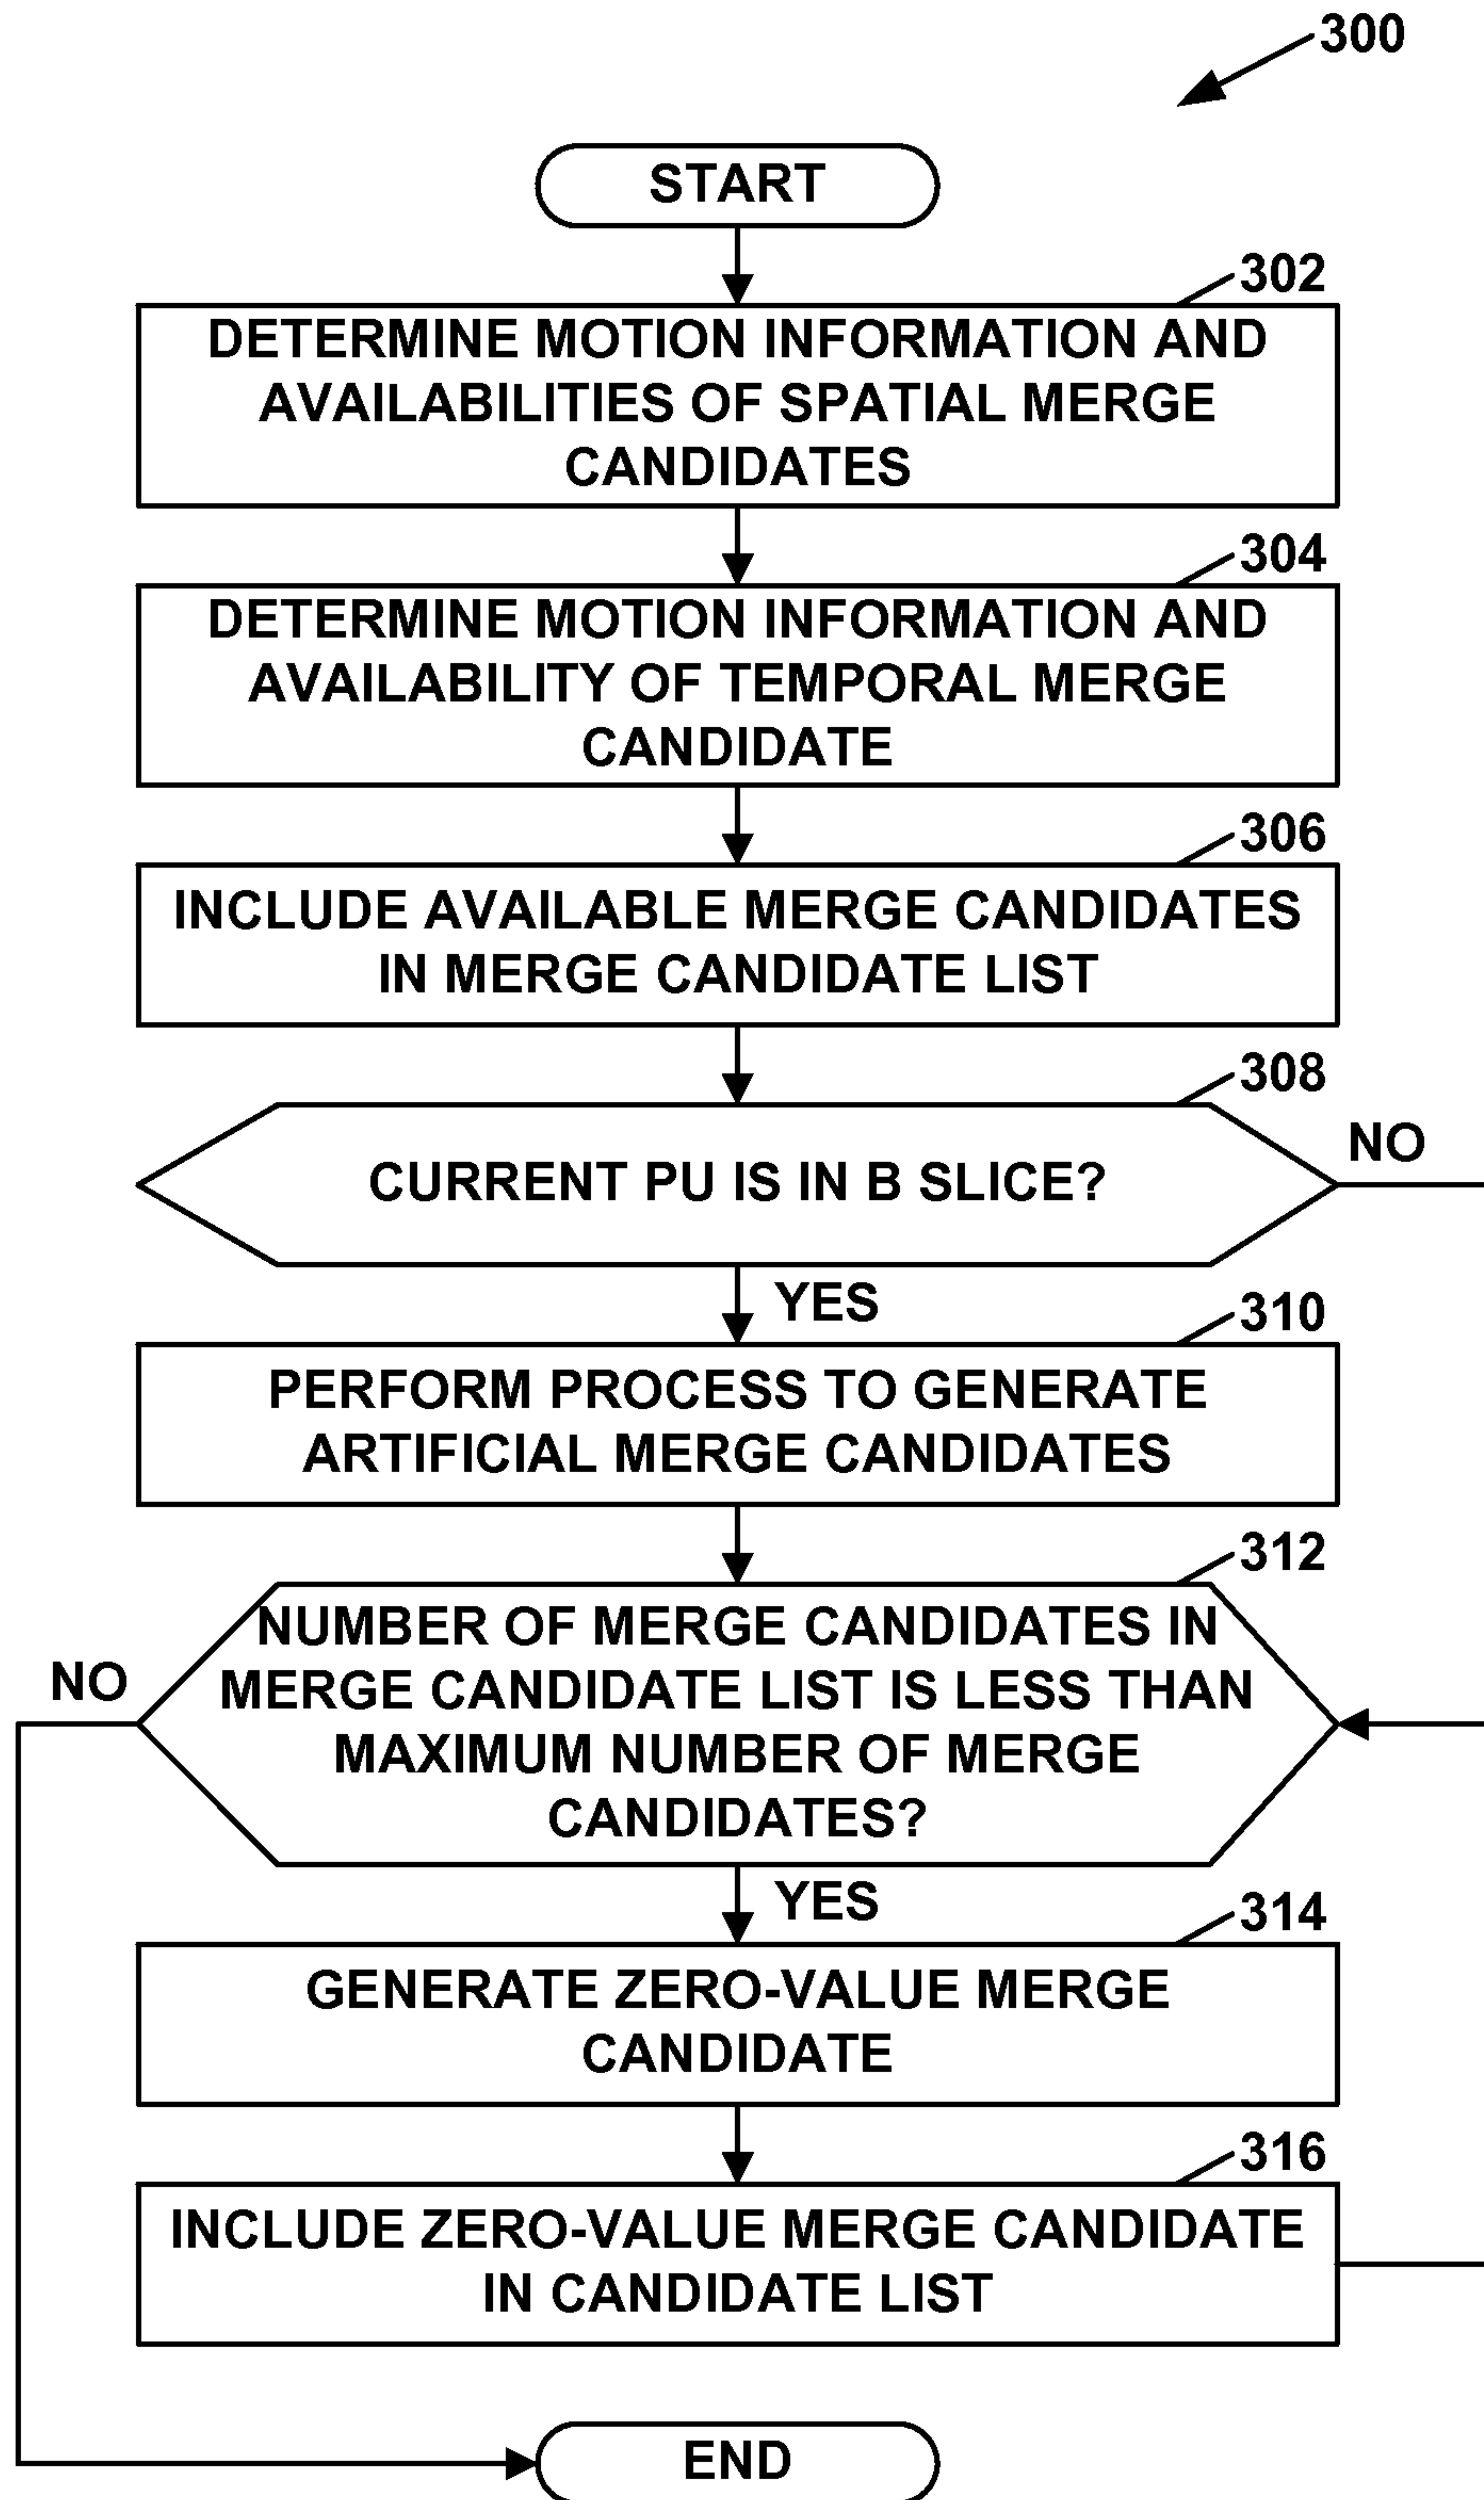 300
START
302
DETERMINE MOTION INFORMATION AND
AVAILABILITIES OF SPATIAL MERGE
CANDIDATES
304
DETERMINE MOTION INFORMATION AND
AVAILABILITY OF TEMPORAL MERGE
CANDIDATE
306
INCLUDE AVAILABLE MERGE CANDIDATES
IN MERGE CANDIDATE LIST
308
NO
CURRENT PU IS IN B SLICE?
YES
310
PERFORM PROCESS TO GENERATE
ARTIFICIAL MERGE CANDIDATES
312
NUMBER OF MERGE CANDIDATES IN
NO
MERGE CANDIDATE LIST IS LESS THAN
MAXIMUM NUMBER OF MERGE
CANDIDATES?
YES
314
GENERATE ZERO-VALUE MERGE
CANDIDATE
316
INCLUDE ZERO-VALUE MERGE CANDIDATE
IN CANDIDATE LIST
END